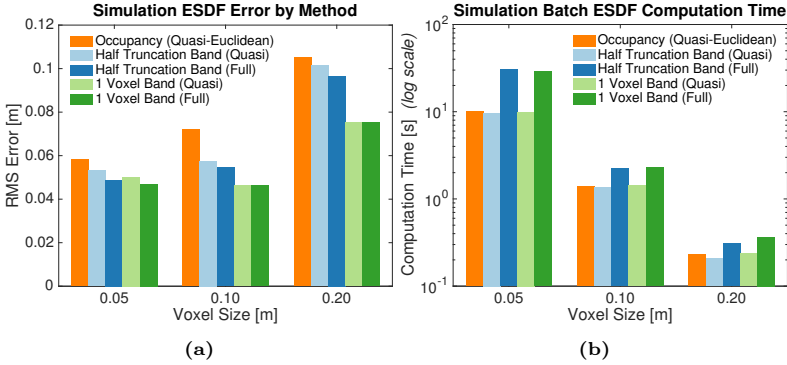 Simulation ESDF Error by Method
RMS Error [m]
0.12
0.1
0.08
0.06
0.04
0.02
0
Occupancy (Quasi-Euclidean)
Half Truncation Band (Quasi)
Half Truncation Band (Full)
1 Voxel Band (Quasi)
1 Voxel Band (Full)
0.05 0.10 0.20
Voxel Size [m]
(a)
Simulation Batch ESDF Computation Time
Computation Time [s] (log scale)
10²
10¹
10⁰
10⁻¹
Occupancy (Quasi-Euclidean)
Half Truncation Band (Quasi)
Half Truncation Band (Full)
1 Voxel Band (Quasi)
1 Voxel Band (Full)
0.05 0.10 0.20
Voxel Size [m]
(b)